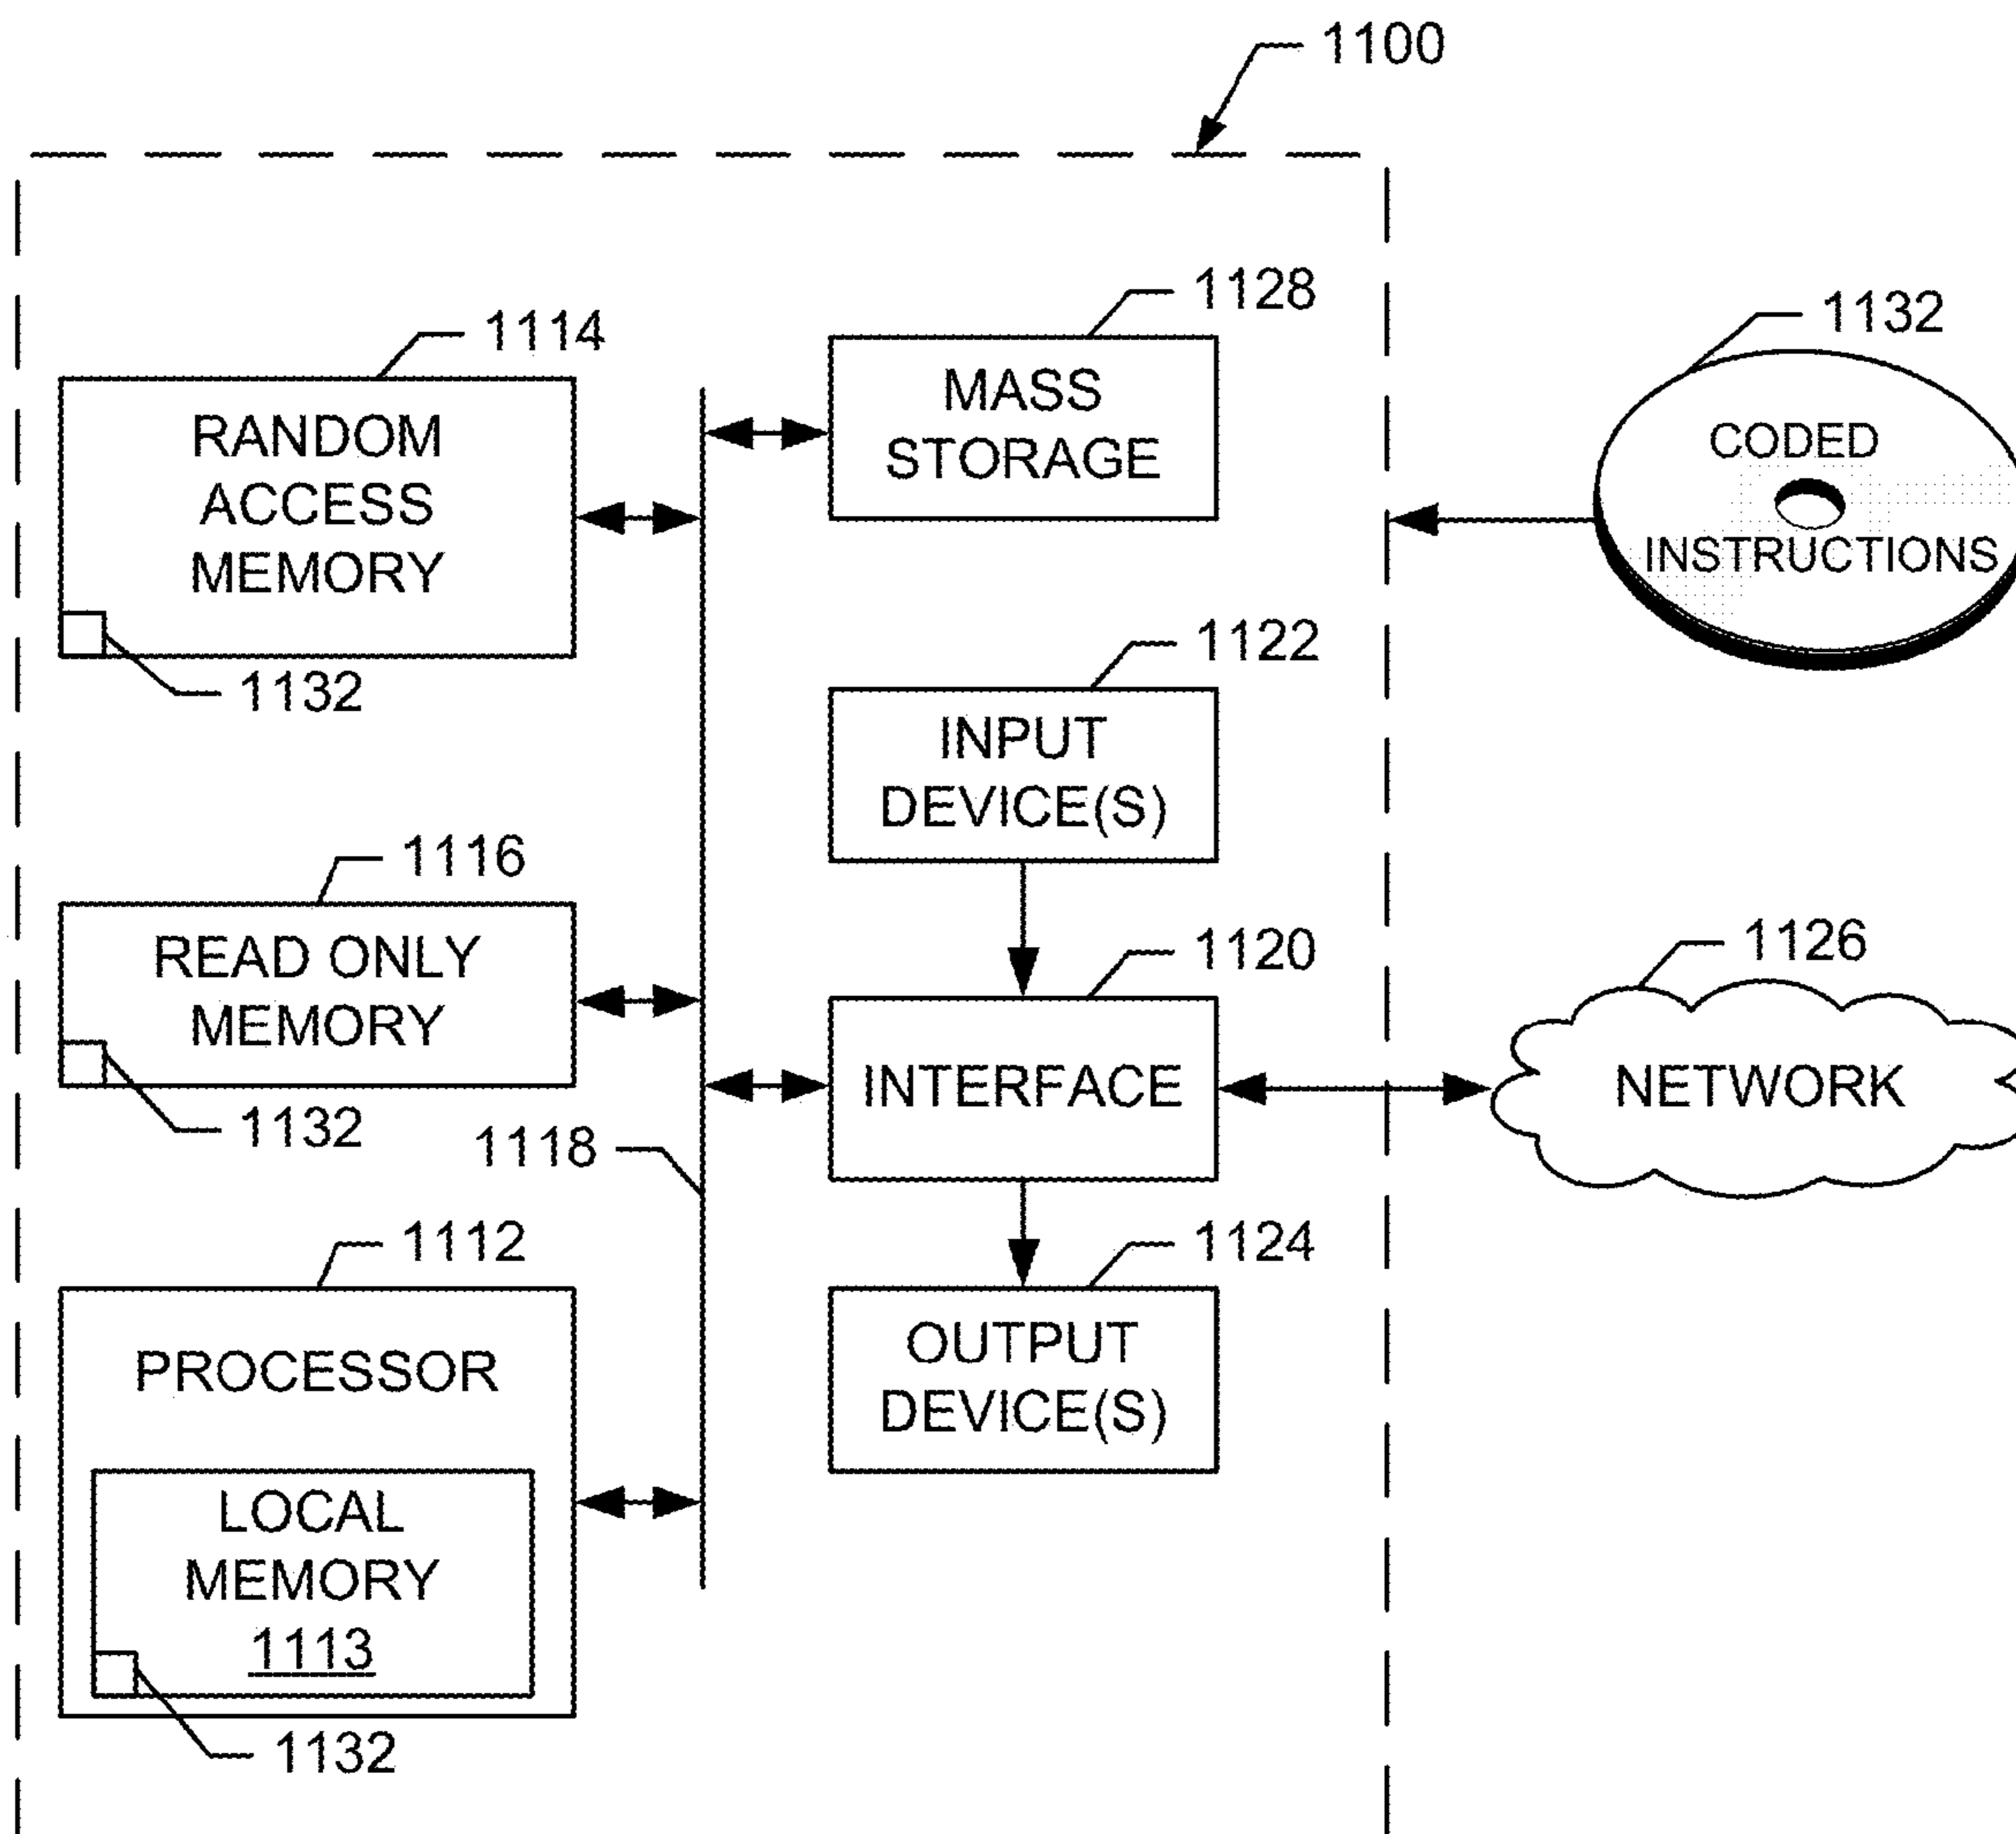 1100
1114
RANDOM
ACCESS
MEMORY
1132
1128
MASS
STORAGE
1132
CODED
INSTRUCTIONS
1122
INPUT
DEVICE(S)
1116
READ ONLY
MEMORY
1132
1118
1120
INTERFACE
1126
NETWORK
1112
PROCESSOR
LOCAL
MEMORY
1113
1132
1124
OUTPUT
DEVICE(S)